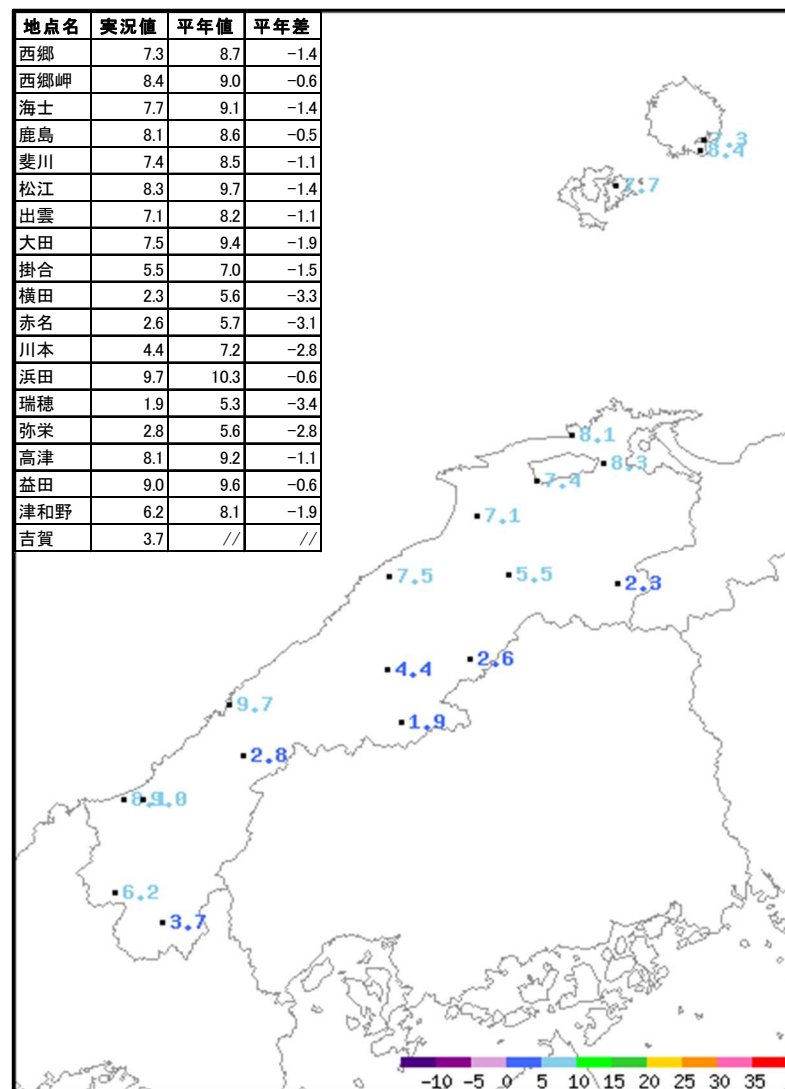 地点名 実況値 平年値 平年差
西郷 7.3 8.7 −1.4
西郷岬 8.4 9.0 −0.6
海士 7.7 9.1 −1.4
鹿島 8.1 8.6 −0.5
斐川 7.4 8.5 −1.1
松江 8.3 9.7 −1.4
出雲 7.1 8.2 −1.1
大田 7.5 9.4 −1.9
掛合 5.5 7.0 −1.5
横田 2.3 5.6 −3.3
赤名 2.6 5.7 −3.1
川本 4.4 7.2 −2.8
浜田 9.7 10.3 −0.6
瑞穂 1.9 5.3 −3.4
弥栄 2.8 5.6 −2.8
高津 8.1 9.2 −1.1
益田 9.0 9.6 −0.6
津和野 6.2 8.1 −1.9
吉賀 3.7 // //
7.3
8.4
7.7
8.1
8.3
7.4
7.1
7.5 5.5 2.3
2.6
4.4
9.7
1.9
2.8
8.1 9.0
6.2
3.7
−10 −5 0 5 10 15 20 25 30 35